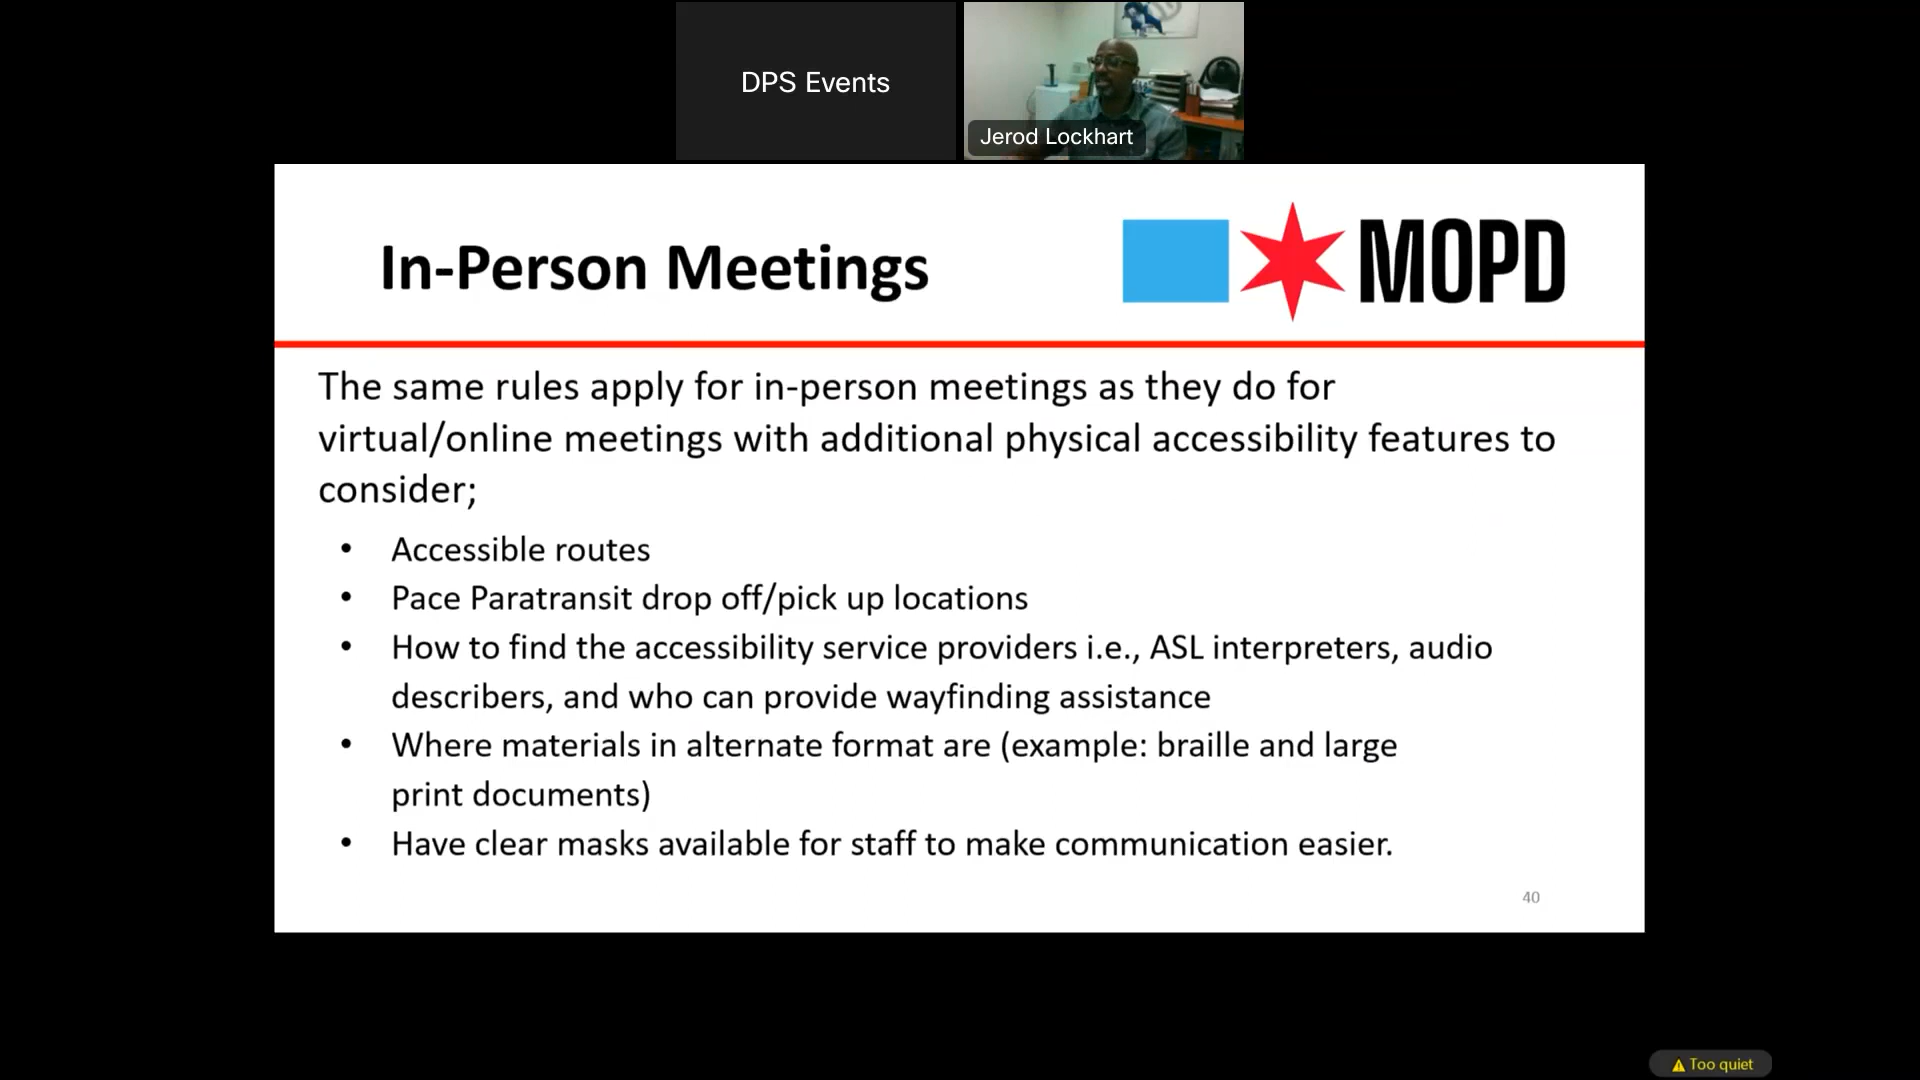 DPS Events
Jerod Lockhart
In-Person Meetings
MOPD
The same rules apply for in-person meetings as they do for
virtual/online meetings with additional physical accessibility features to
consider;
• Accessible routes
• Pace Paratransit drop off/pick up locations
• How to find the accessibility service providers i.e., ASL interpreters, audio
describers, and who can provide wayfinding assistance
• Where materials in alternate format are (example: braille and large
print documents)
• Have clear masks available for staff to make communication easier.
40
Too quiet